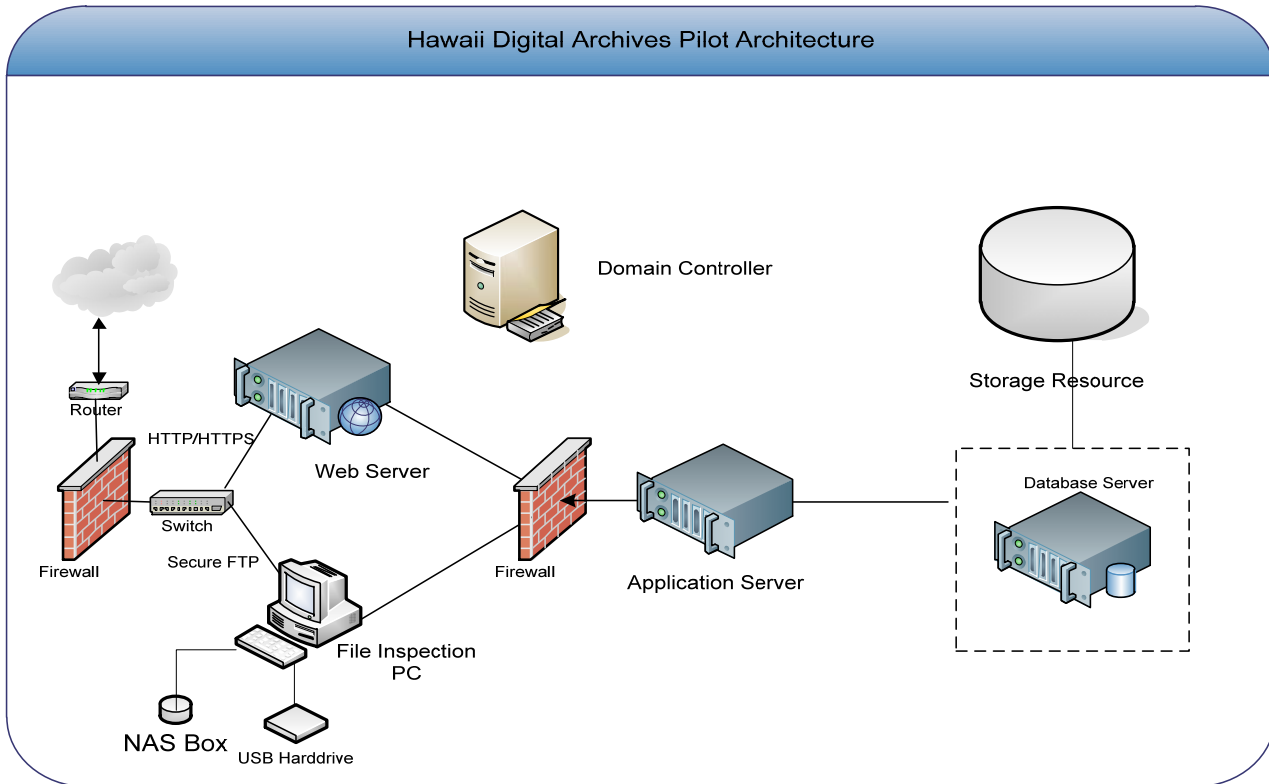 Hawaii Digital Archives Pilot Architecture
Domain Controller
Storage Resource
Router
HTTP/HTTPS
Web Server
Database Server
Switch
Firewall
Secure FTP
Firewall
Application Server
File Inspection
PC
NAS Box
USB Harddrive